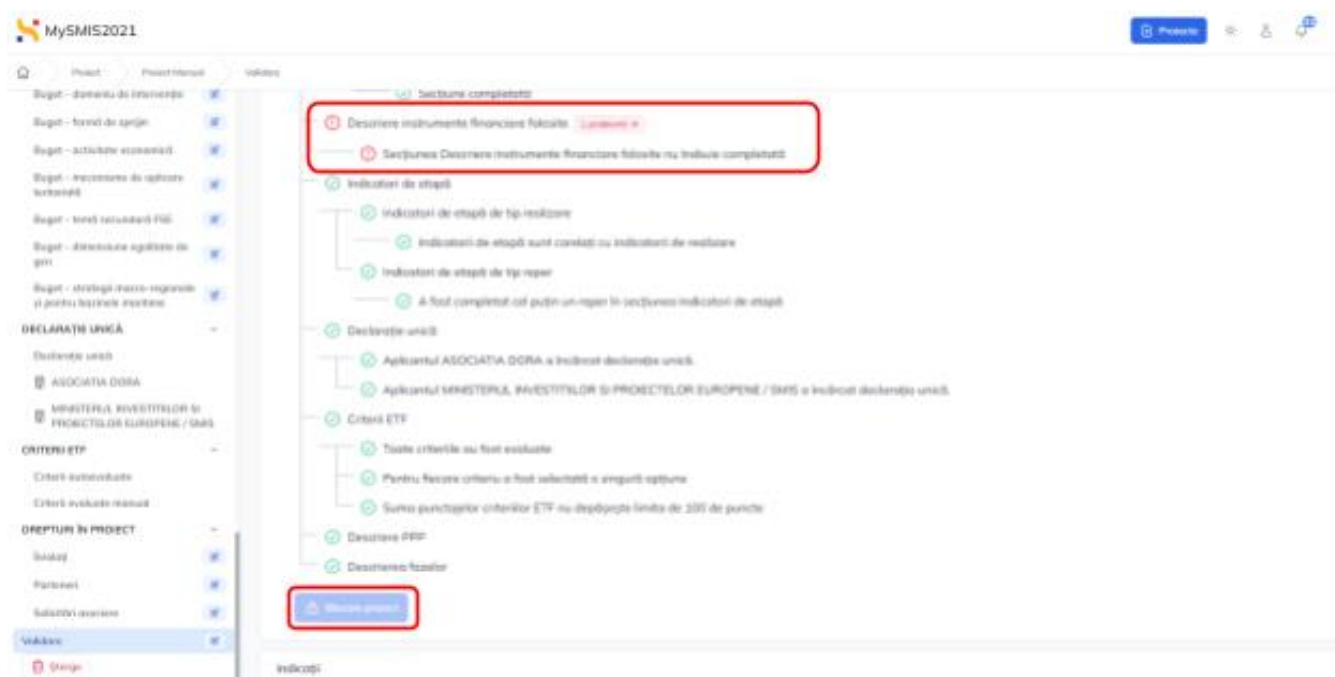 MySMIS2021
Proiecte
Proiect
Proiect Manual
Validare
Buget - domeniu de intervenție
Buget - formă de sprijin
Buget - activitate economică
Buget - mecanisme de aplicare
teritorială
Buget - temă secundară FSE
Buget - dimensiune egalitate de
gen
Buget - strategii macro-regionale
și pentru bazinele maritime
DECLARAȚIE UNICĂ
Declarație unică
ASOCIATIA DORA
MINISTERUL INVESTITIILOR SI
PROIECTELOR EUROPENE / SMIS
CRITERII ETF
Criterii autoevaluate
Criterii evaluate manual
DREPTURI ÎN PROIECT
Invitați
Parteneri
Solicitări asociere
Validare
Șterge
Secțiune completată
Descriere instrumente financiare folosite
Secțiunea Descriere instrumente financiare folosite nu trebuie completată
Indicatori de etapă
Indicatori de etapă de tip realizare
Indicatorii de etapă sunt corelați cu indicatorii de realizare
Indicatori de etapă de tip reper
A fost completat cel puțin un reper în secțiunea indicatori de etapă
Declarație unică
Aplicantul ASOCIATIA DORA a încărcat declarația unică.
Aplicantul MINISTERUL INVESTITIILOR SI PROIECTELOR EUROPENE / SMIS a încărcat declarația unică.
Criterii ETF
Toate criteriile au fost evaluate
Pentru fiecare criteriu a fost selectată o singură opțiune
Suma punctajelor criteriilor ETF nu depășește limita de 100 de puncte
Descriere PRF
Descrierea fazelor
Blocare proiect
Indicații